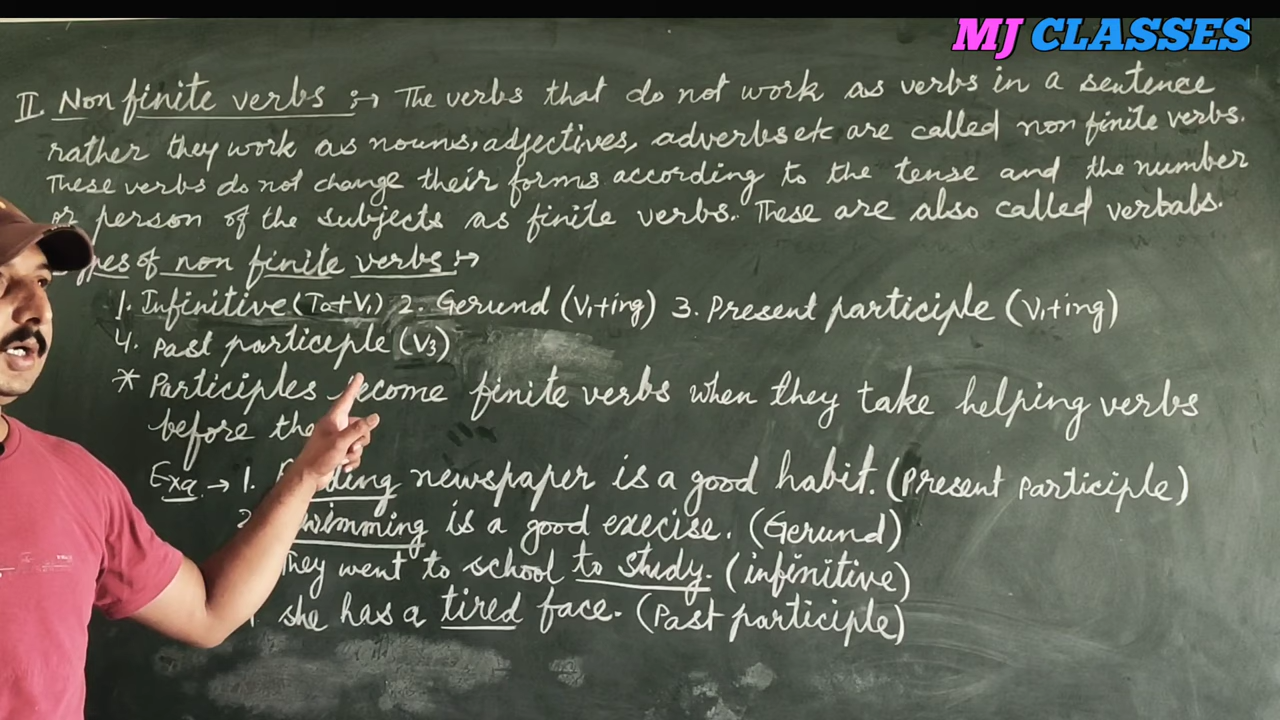 MJ CLASSES
II. Non finite verbs :→ The verbs that do not work as verbs in a sentence
rather they work as nouns, adjectives, adverbs etc are called non finite verbs.
These verbs do not change their forms according to the tense and the number
or person of the subjects as finite verbs. These are also called verbals.
of non finite verbs :→
1. Infinitive (To+V1) 2. Gerund (V1+ing) 3. Present participle (V1+ing)
4. Past participle (V3)
* Participles become finite verbs when they take helping verbs
before
Exa → 1. newspaper is a good habit. (Present participle)
is a good execise. (Gerund)
They went to school to study. (infinitive)
she has a tired face. (Past participle)